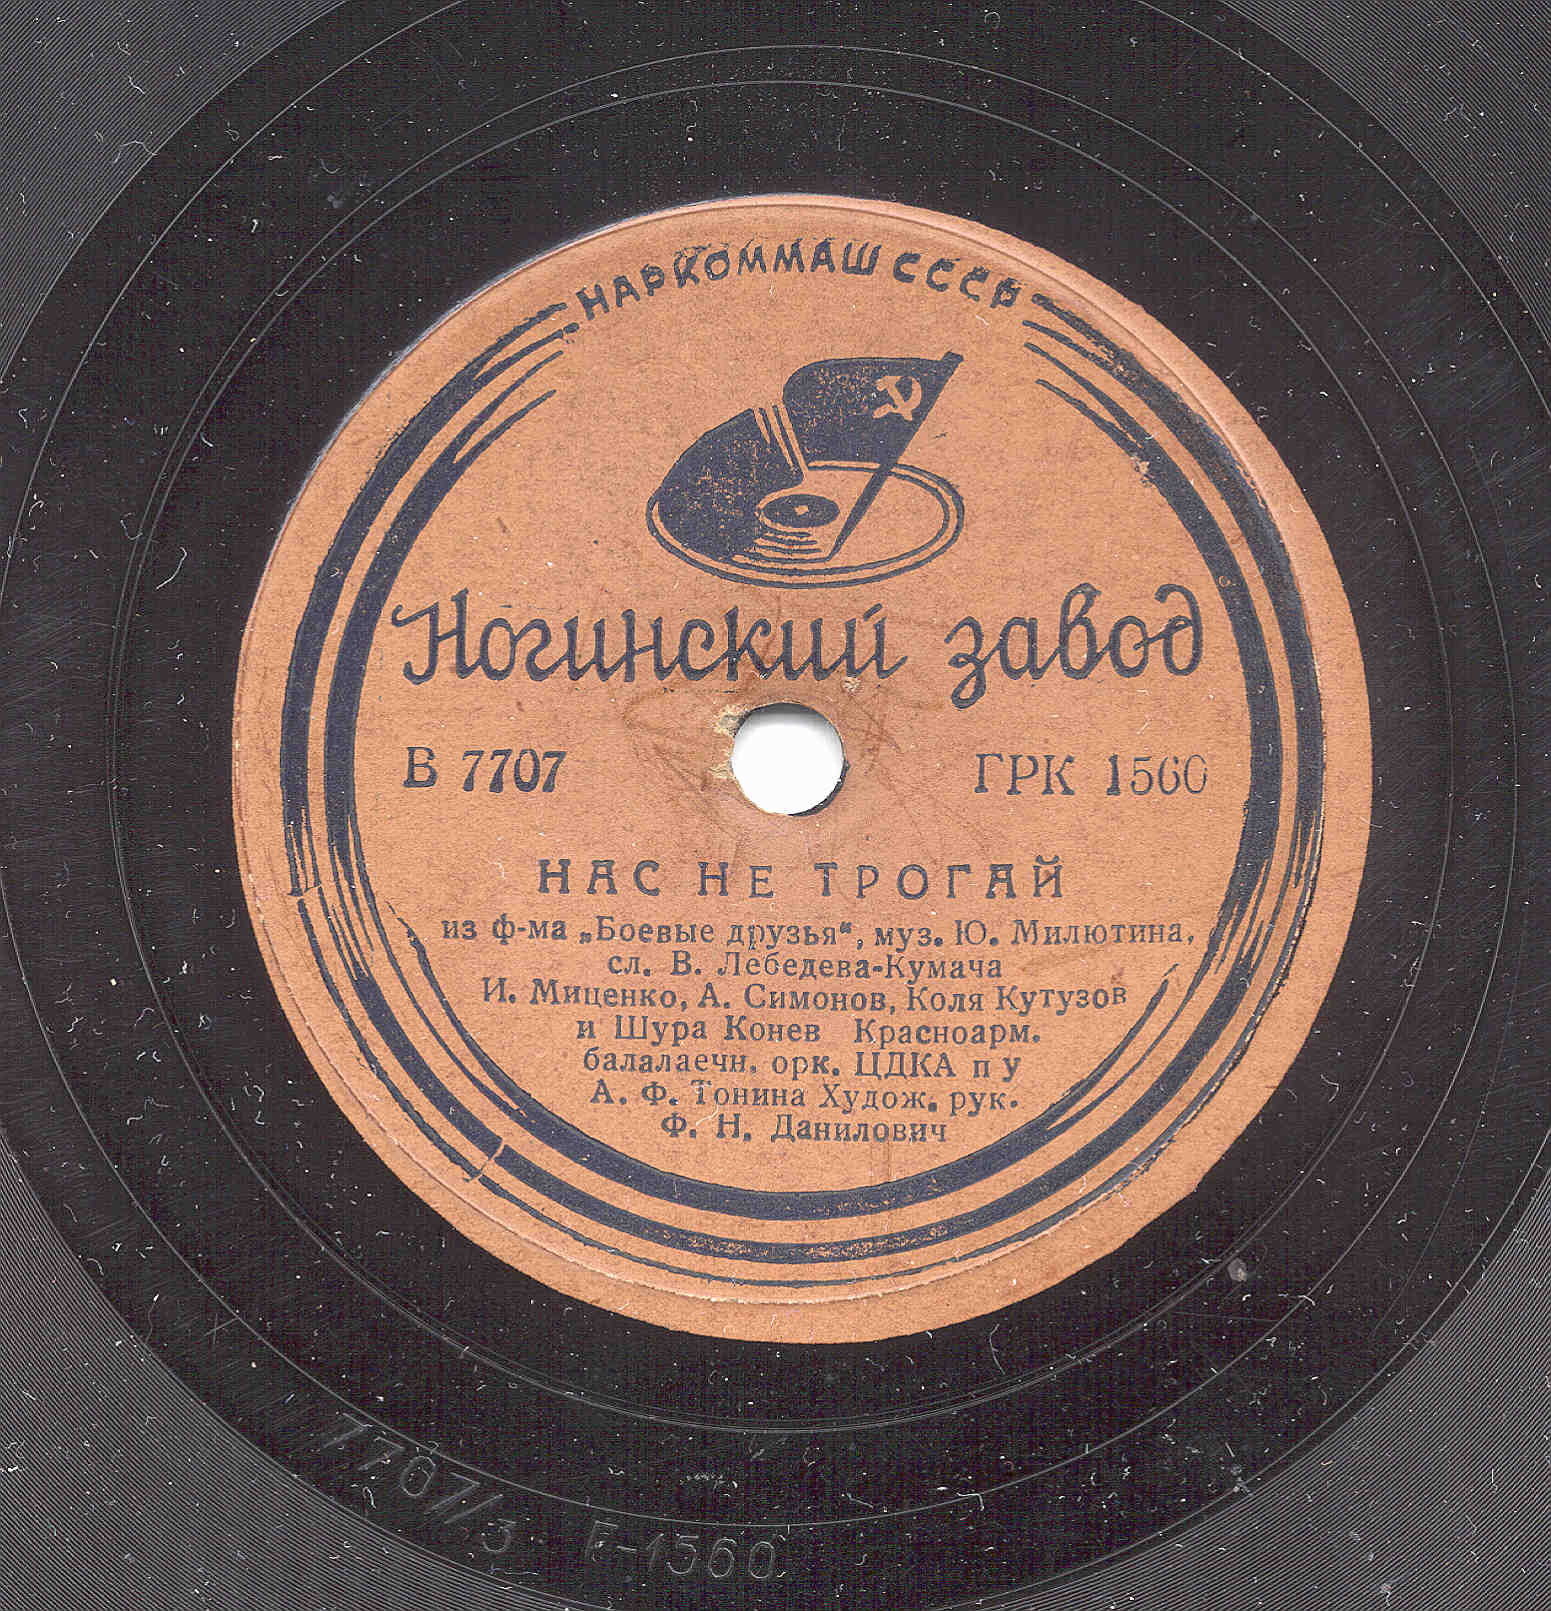 НАРКОММАШ СССР
Ногинский завод
В 7707 ГРК 1560
НАС НЕ ТРОГАЙ
из ф-ма „Боевые друзья“, муз. Ю. Милютина,
сл. В. Лебедева-Кумача
И. Миценко, А. Симонов, Коля Кутузов
и Шура Конев Красноарм.
балалаечн. орк. ЦДКА п у
А. Ф. Тонина Худож. рук.
Ф. Н. Данилович
7707/3 Г-1560